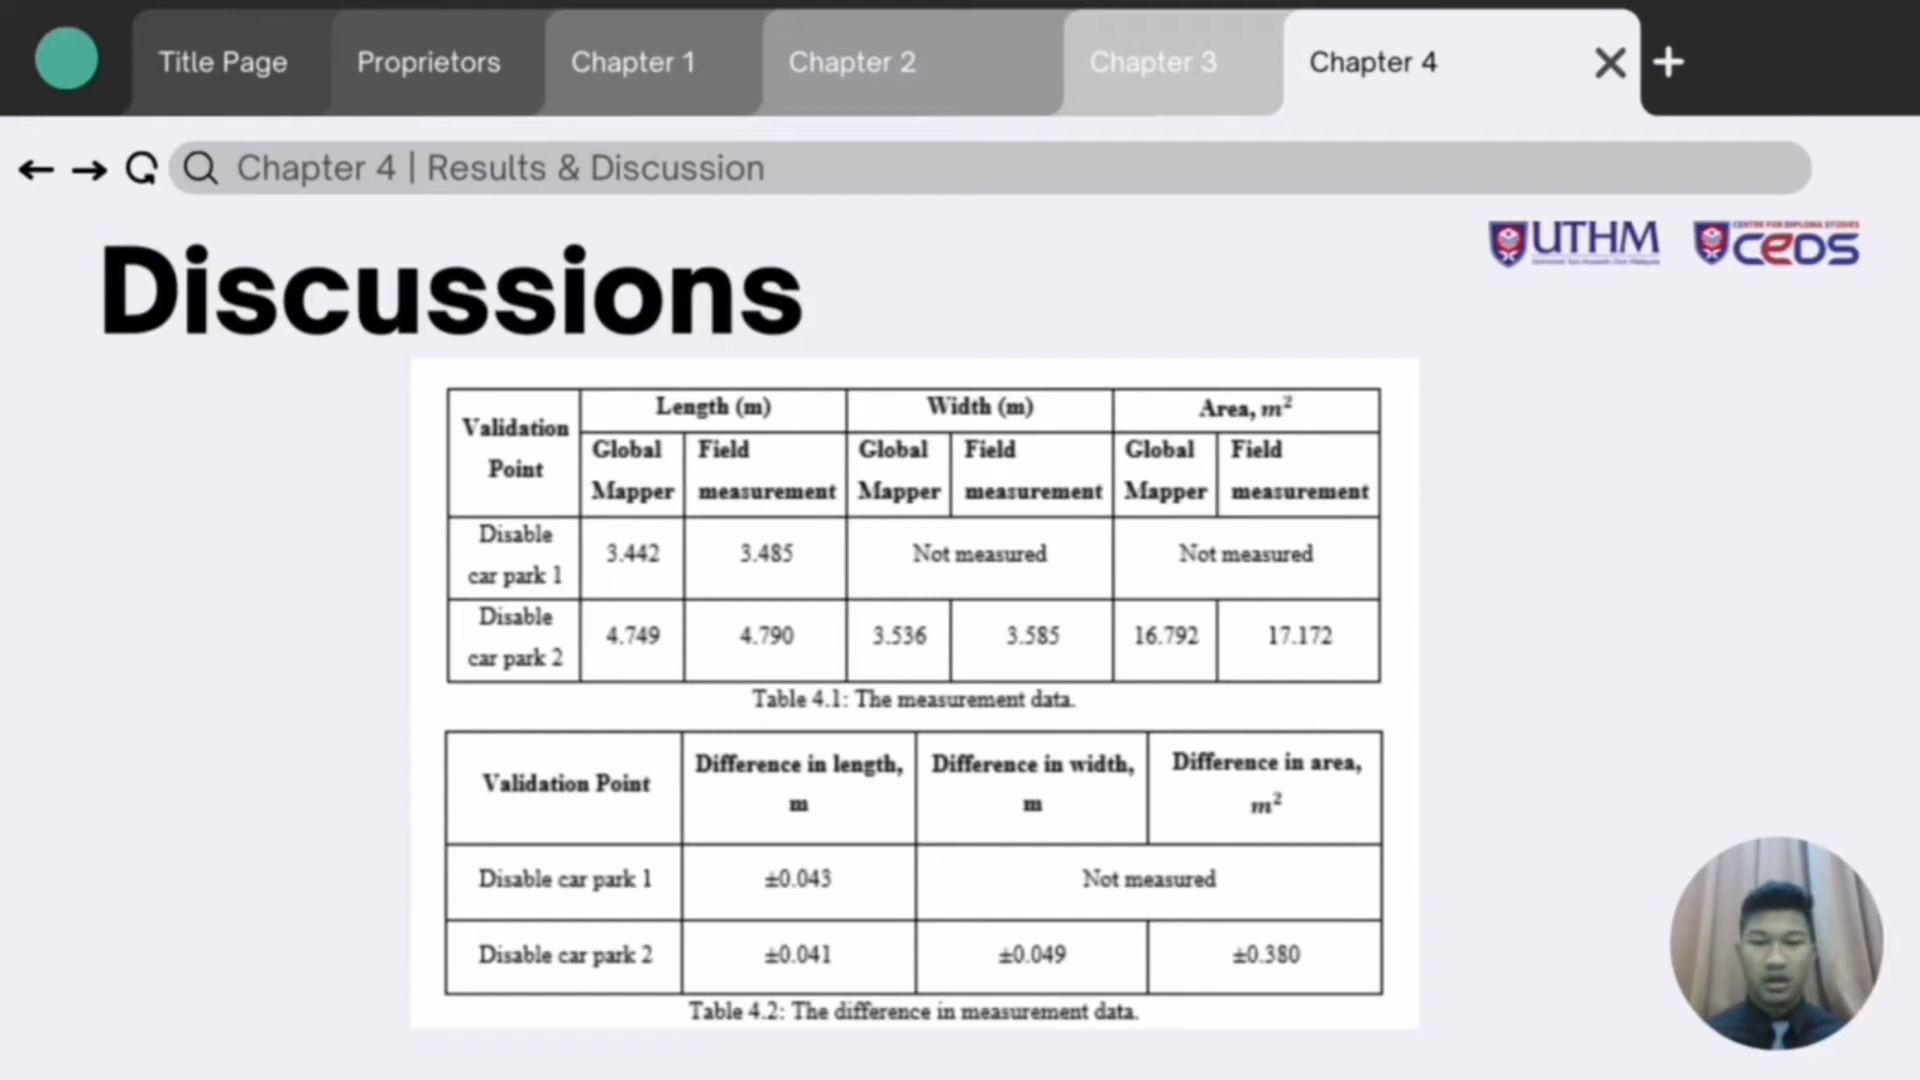 Title Page
Proprietors
Chapter 1
Chapter 2
Chapter 3
Chapter 4
Chapter 4 | Results & Discussion
UTHM
CENTRE FOR DIPLOMA STUDIES
CeDS
Discussions
Validation Point
Length (m)
Width (m)
Area, m²
Global Mapper
Field measurement
Global Mapper
Field measurement
Global Mapper
Field measurement
Disable car park 1
3.442
3.485
Not measured
Not measured
Disable car park 2
4.749
4.790
3.536
3.585
16.792
17.172
Table 4.1: The measurement data.
Validation Point
Difference in length, m
Difference in width, m
Difference in area, m²
Disable car park 1
±0.043
Not measured
Disable car park 2
±0.041
±0.049
±0.380
Table 4.2: The difference in measurement data.